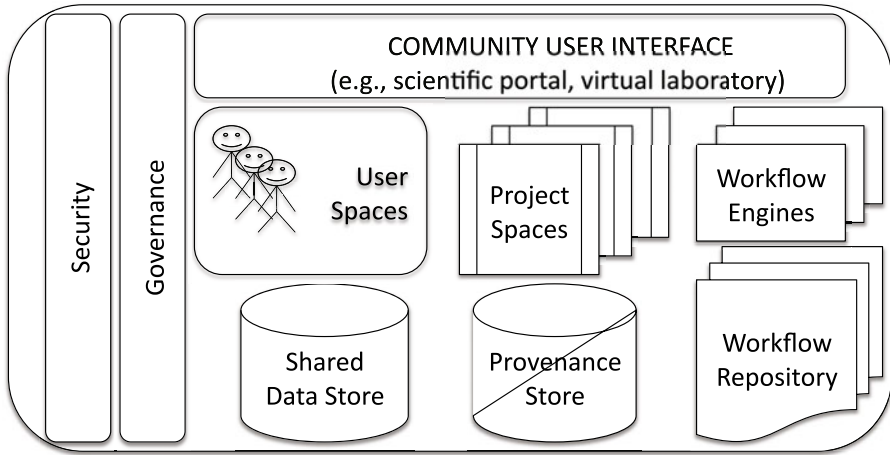 COMMUNITY USER INTERFACE
(e.g., scientific portal, virtual laboratory)
Security
Governance
User
Spaces
Project
Spaces
Workflow
Engines
Shared
Data Store
Provenance
Store
Workflow
Repository